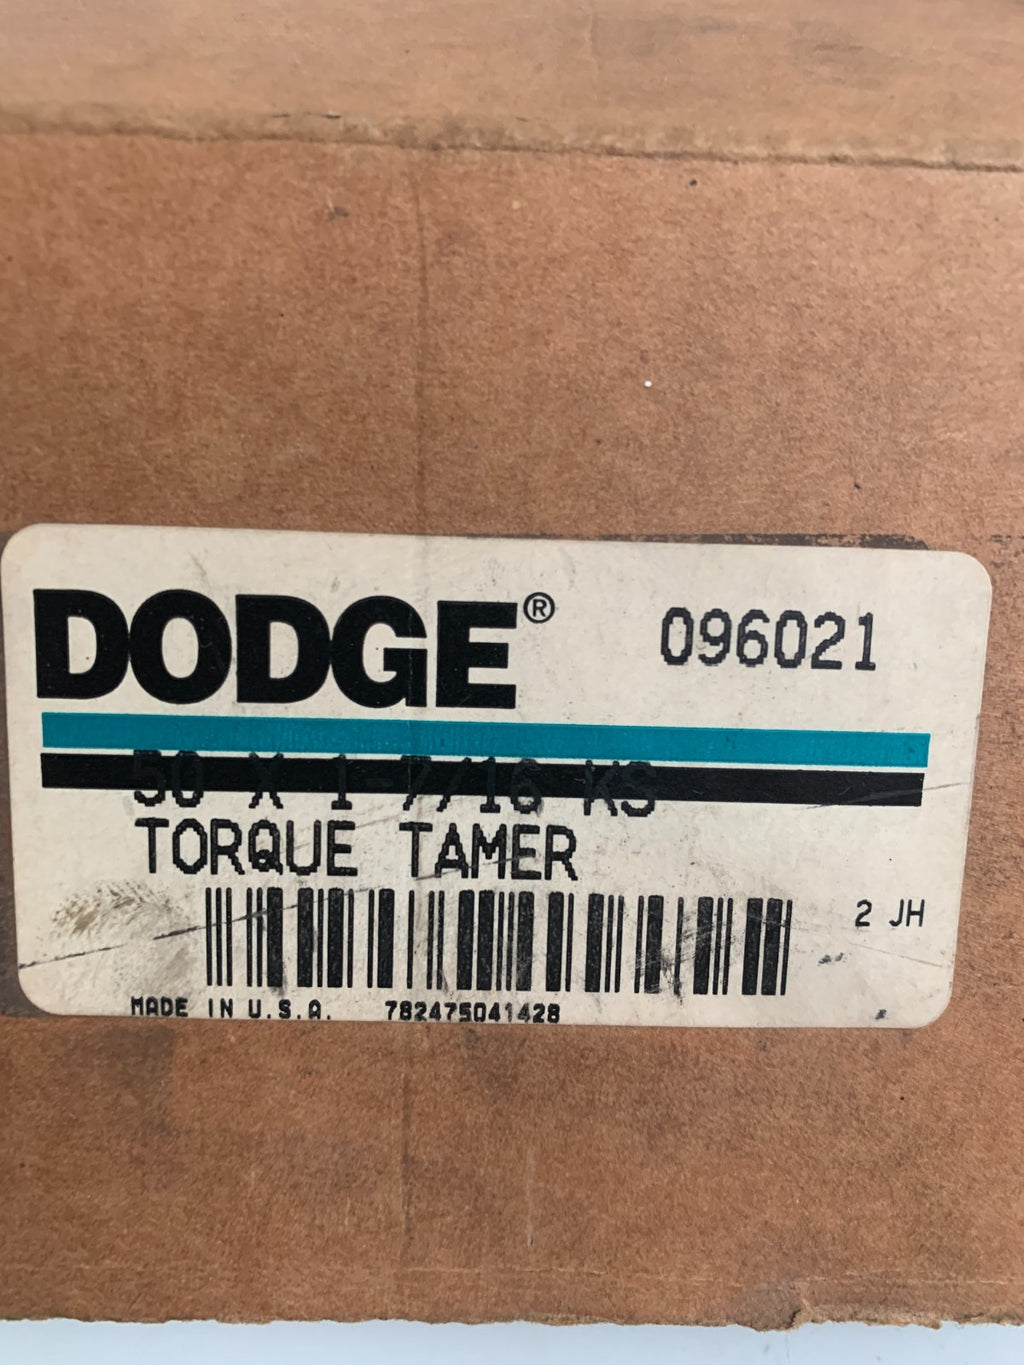 DODGE® 096021
50 X 1-7/16 KS
TORQUE TAMER
2 JH
MADE IN U.S.A. 782475041428